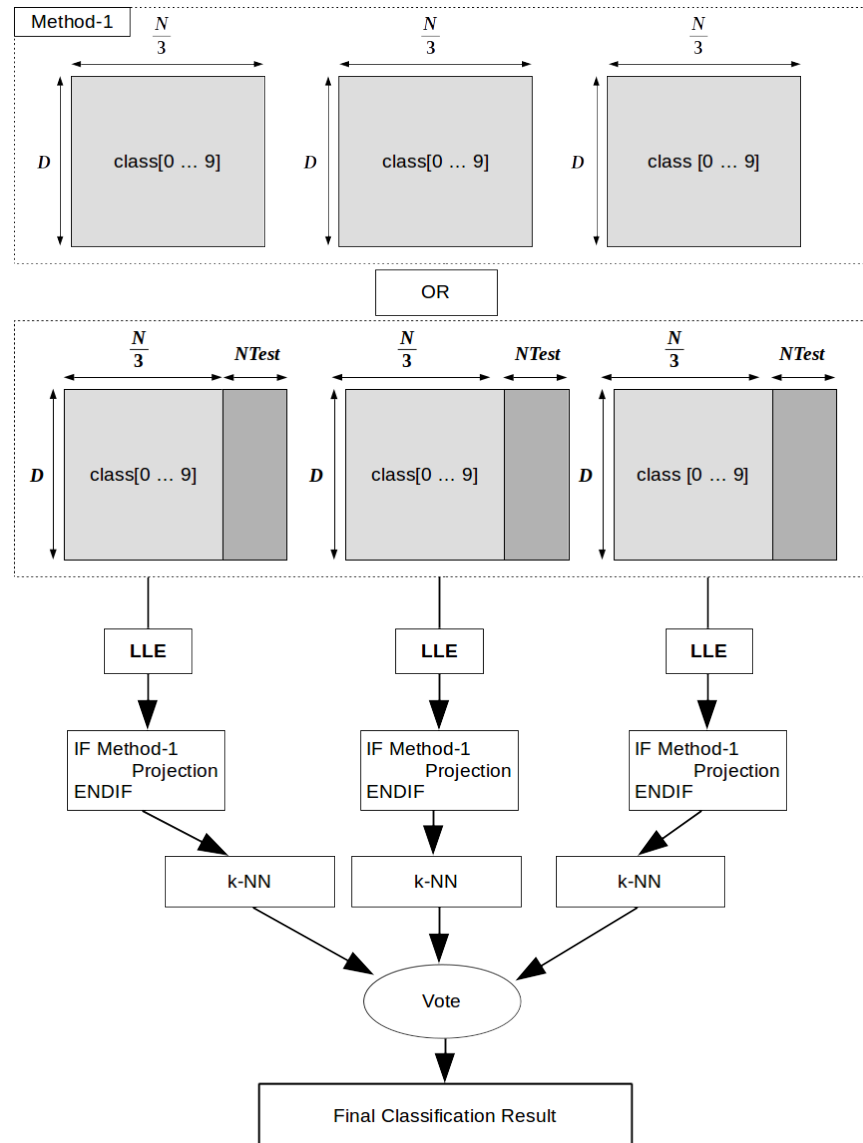 Method-1
N
3
N
3
N
3
D
class[0 ... 9]
D
class[0 ... 9]
D
class [0 ... 9]
OR
N
3
NTest
N
3
NTest
N
3
NTest
D
class[0 ... 9]
D
class[0 ... 9]
D
class [0 ... 9]
LLE
LLE
LLE
IF Method-1
Projection
ENDIF
IF Method-1
Projection
ENDIF
IF Method-1
Projection
ENDIF
k-NN
k-NN
k-NN
Vote
Final Classification Result